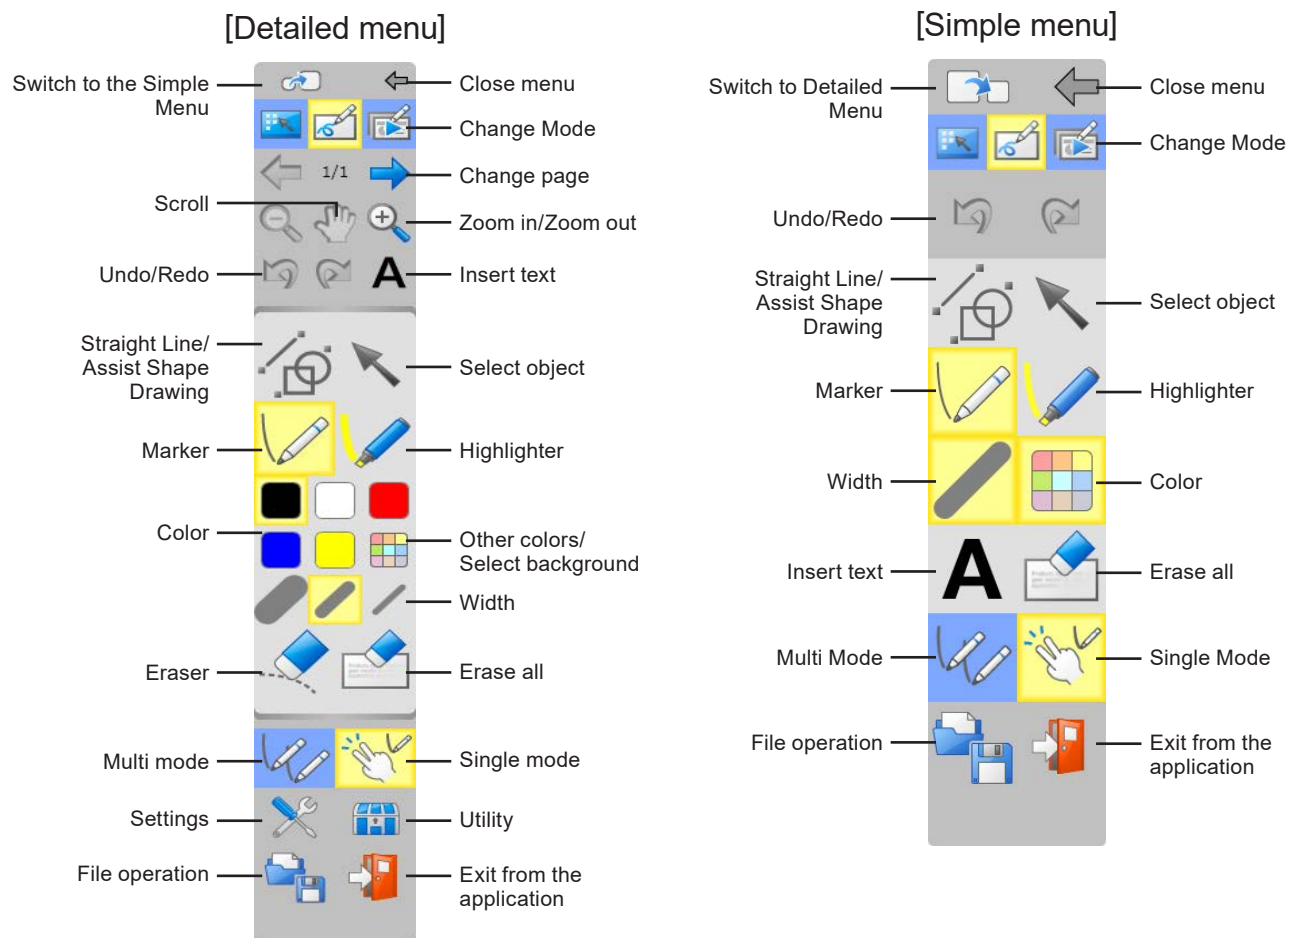 [Detailed menu]
Switch to the Simple
Menu
Close menu
Change Mode
1/1
Change page
Scroll
Zoom in/Zoom out
Undo/Redo
A
Insert text
Straight Line/
Assist Shape
Drawing
Select object
Marker
Highlighter
Color
Other colors/
Select background
Width
Eraser
Erase all
Multi mode
Single mode
Settings
Utility
File operation
Exit from the
application
[Simple menu]
Switch to Detailed
Menu
Close menu
Change Mode
Undo/Redo
Straight Line/
Assist Shape
Drawing
Select object
Marker
Highlighter
Width
Color
Insert text
A
Erase all
Multi Mode
Single Mode
File operation
Exit from the
application